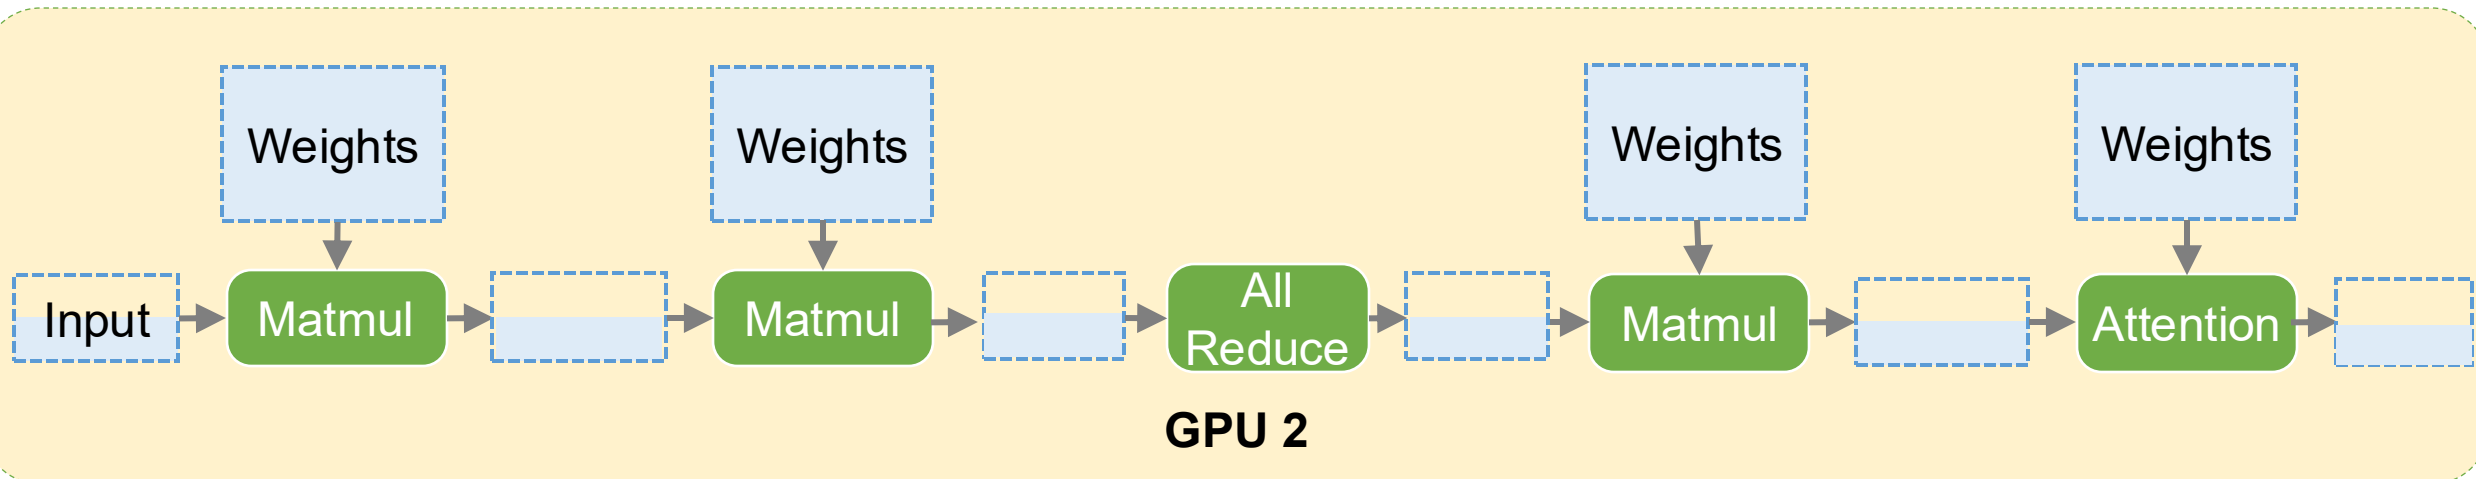 Weights
Weights
Weights
Weights
Input
Matmul
Matmul
All
Reduce
Matmul
Attention
GPU 2